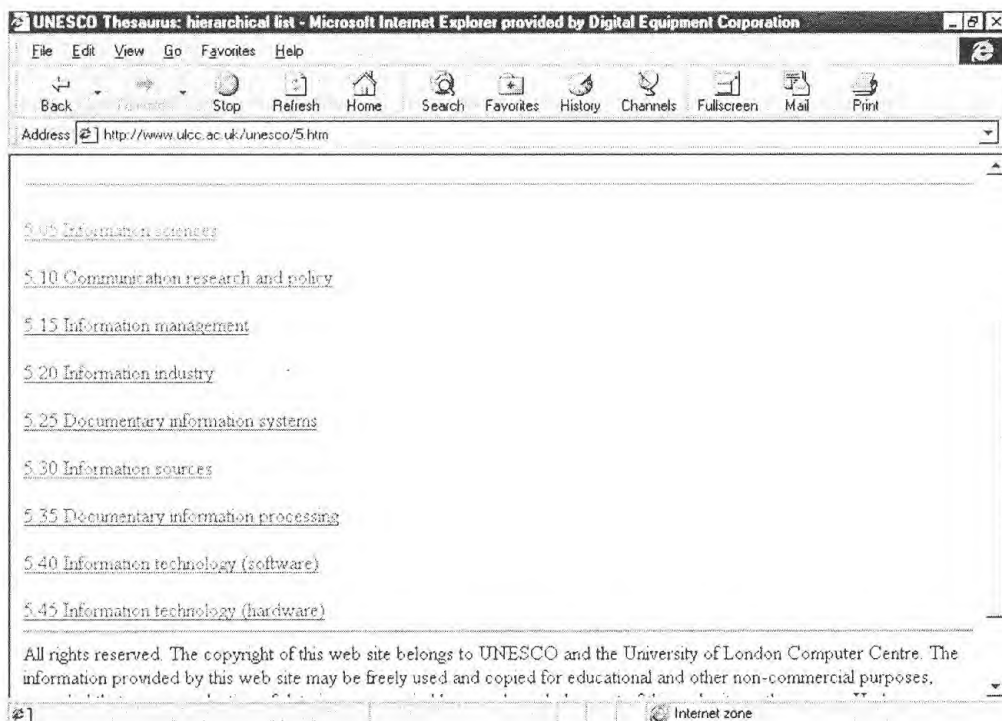 UNESCO Thesaurus: hierarchical list - Microsoft Internet Explorer provided by Digital Equipment Corporation
File Edit View Go Favorites Help
Back Forward Stop Refresh Home Search Favorites History Channels Fullscreen Mail Print
Address http://www.ulcc.ac.uk/unesco/5.htm
5.05 Information sciences
5.10 Communication research and policy
5.15 Information management
5.20 Information industry
5.25 Documentary information systems
5.30 Information sources
5.35 Documentary information processing
5.40 Information technology (software)
5.45 Information technology (hardware)
All rights reserved. The copyright of this web site belongs to UNESCO and the University of London Computer Centre. The
information provided by this web site may be freely used and copied for educational and other non-commercial purposes,
Internet zone